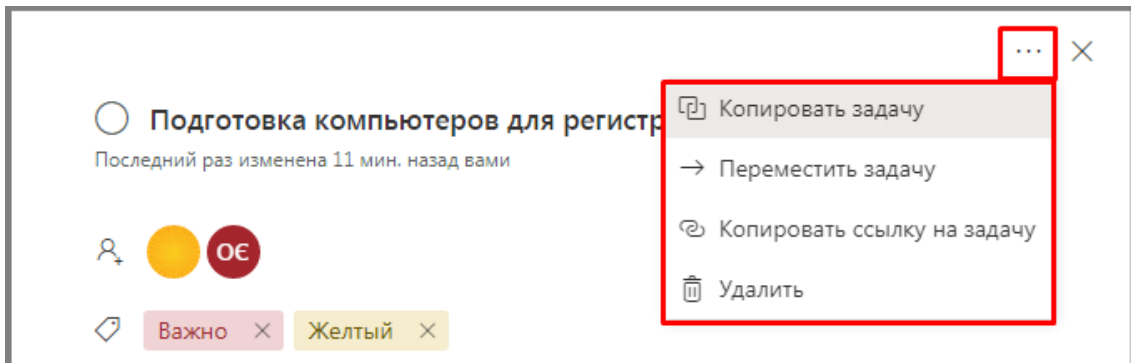 ...
Подготовка компьютеров для регистр
Последний раз изменена 11 мин. назад вами
ОЄ
Важно
Желтый
Копировать задачу
Переместить задачу
Копировать ссылку на задачу
Удалить